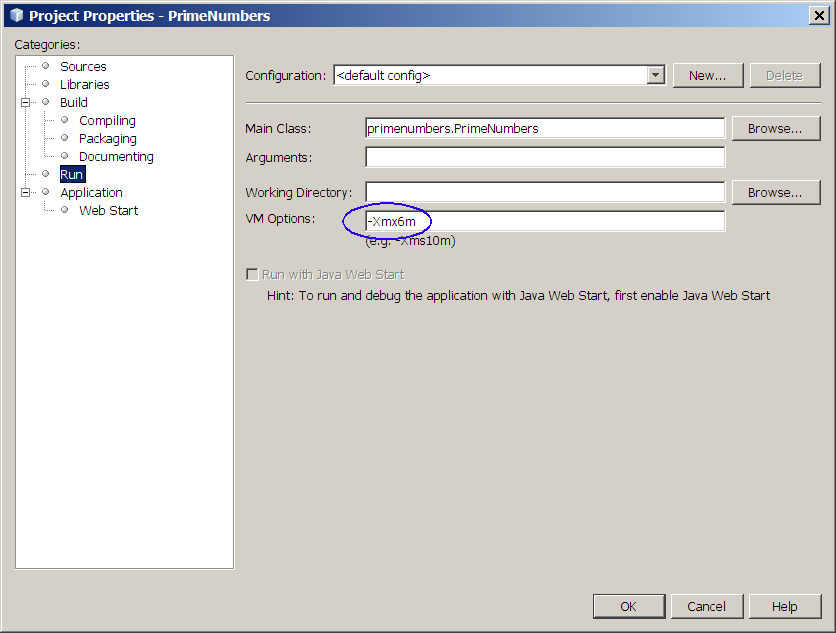 Project Properties - PrimeNumbers
Categories:
Sources
Libraries
Build
Compiling
Packaging
Documenting
Run
Application
Web Start
Configuration: <default config> New... Delete
Main Class: primenumbers.PrimeNumbers Browse...
Arguments:
Working Directory: Browse...
VM Options: -Xmx6m
(e.g. -Xms10m)
Run with Java Web Start
Hint: To run and debug the application with Java Web Start, first enable Java Web Start
OK Cancel Help